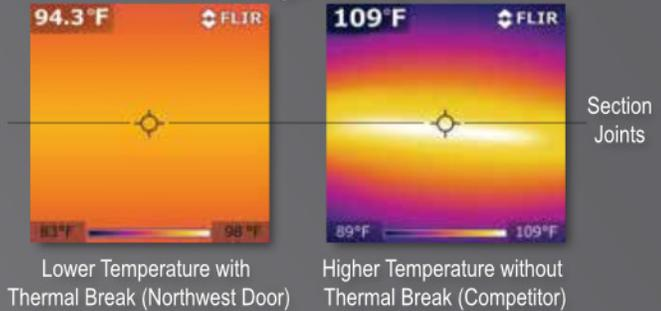 94.3°F
FLIR
109°F
FLIR
Section
Joints
83°F
98 °F
89°F
109°F
Lower Temperature with
Thermal Break (Northwest Door)
Higher Temperature without
Thermal Break (Competitor)